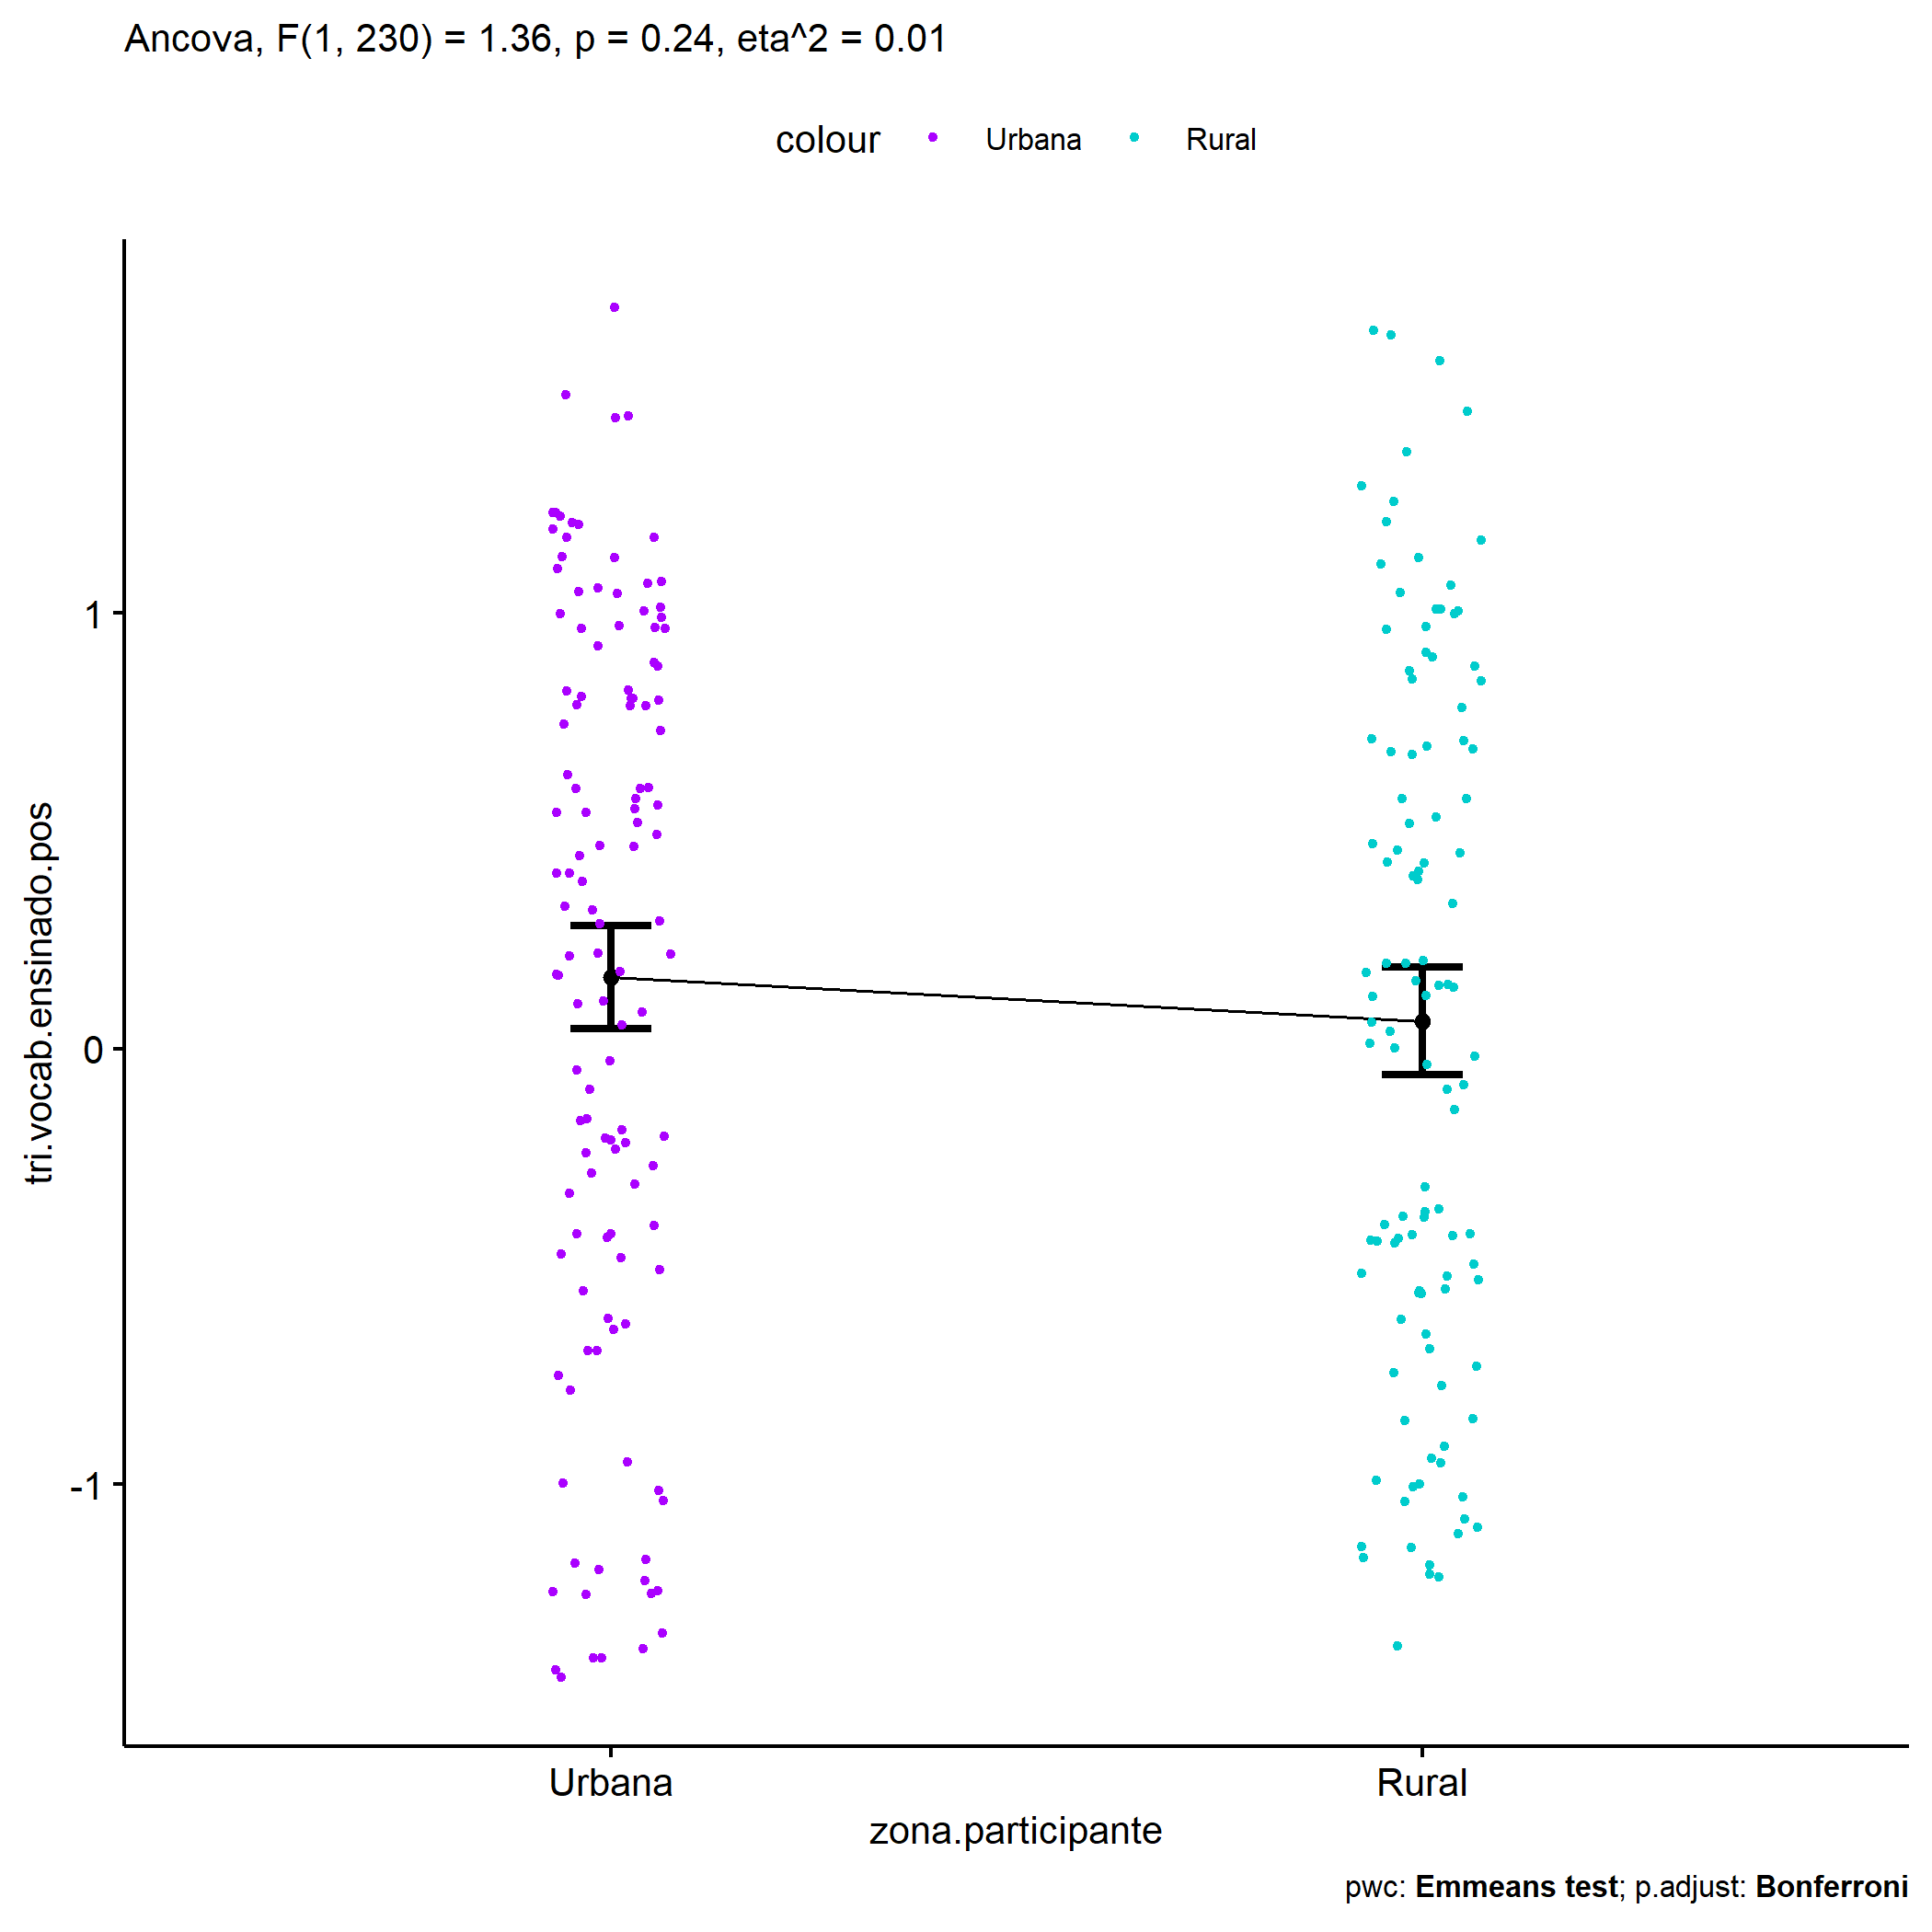 Ancova, F(1, 230) = 1.36, p = 0.24, eta^2 = 0.01
colour Urbana Rural
tri.vocab.ensinado.pos
1
0
-1
Urbana Rural
zona.participante
pwc: Emmeans test; p.adjust: Bonferroni